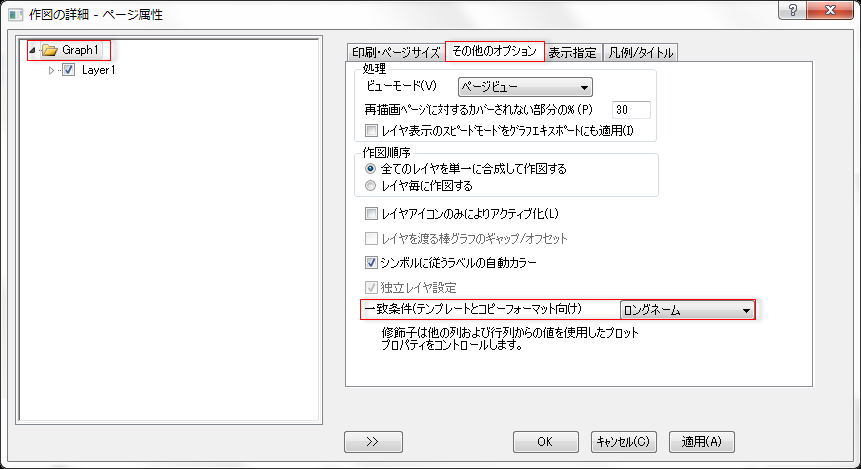 作図の詳細 - ページ属性
Graph1
Layer1
印刷・ページサイズ その他のオプション 表示指定 凡例/タイトル
処理
ビューモード(V) ページビュー
再描画ページに対するカバーされない部分の% (P) 30
レイヤ表示のスピードモードをグラフエキスポートにも適用(I)
作図順序
全てのレイヤを単一に合成して作図する
レイヤ毎に作図する
レイヤアイコンのみによりアクティブ化(L)
レイヤを渡る棒グラフのギャップ/オフセット
シンボルに従うラベルの自動カラー
独立レイヤ設定
一致条件(テンプレートとコピーフォーマット向け) ロングネーム
修飾子は他の列および行列からの値を使用したプロット
プロパティをコントロールします。
>> OK キャンセル(C) 適用(A)